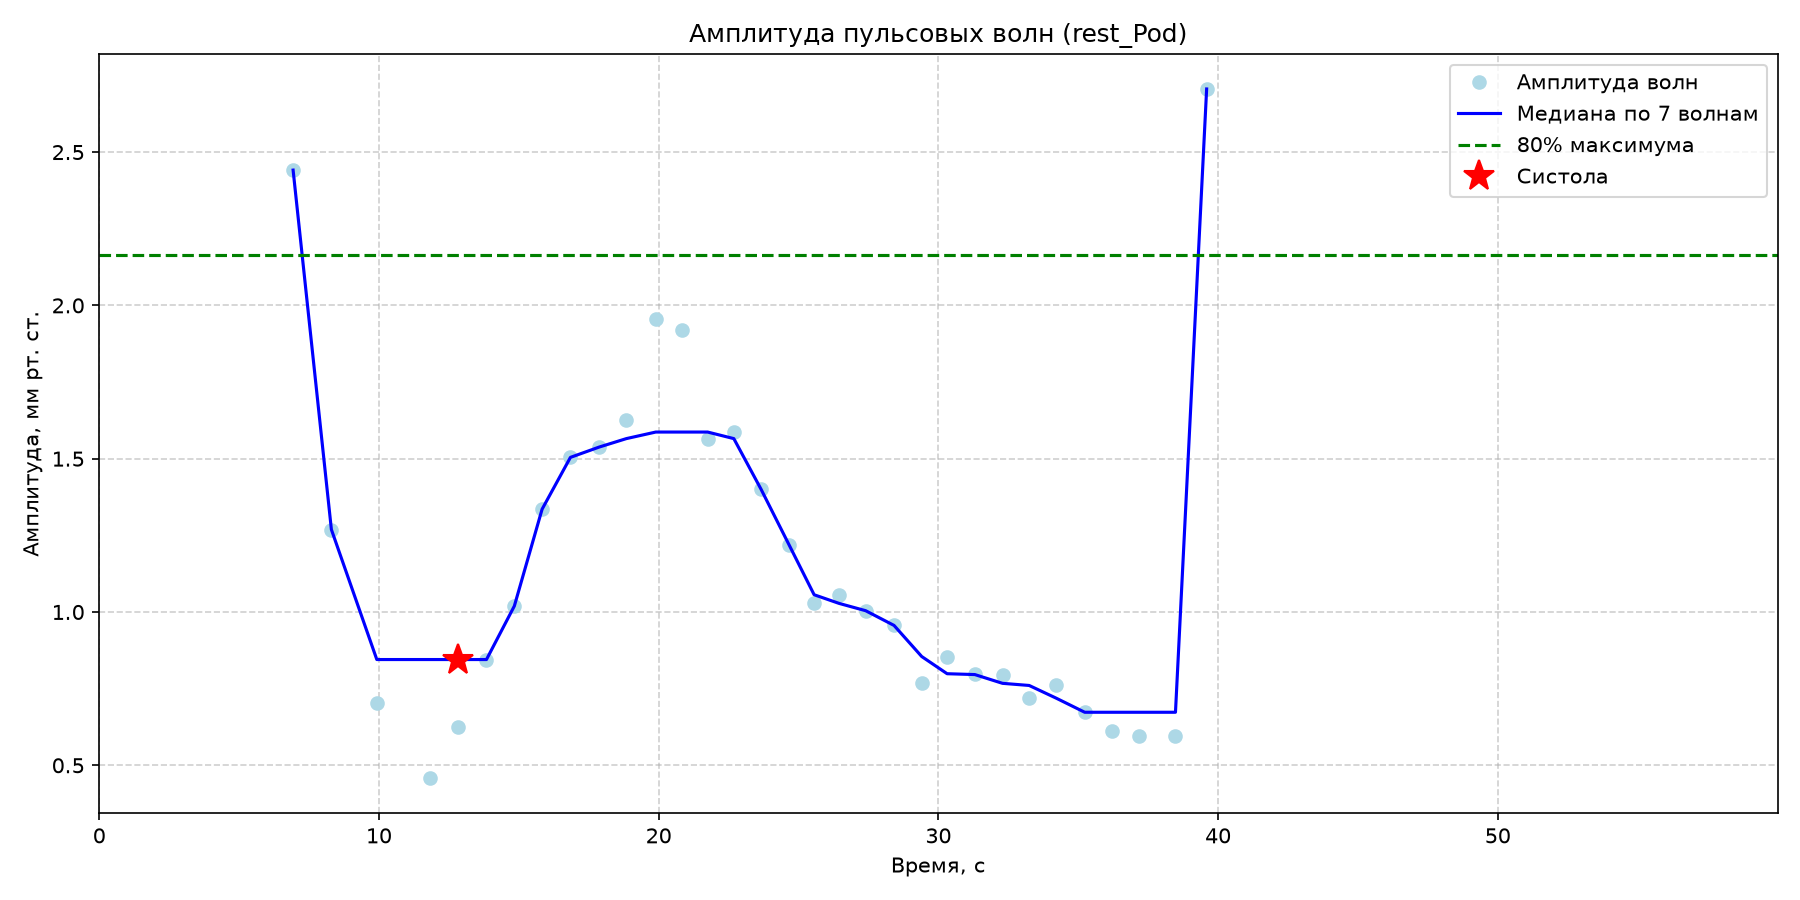 Амплитуда пульсовых волн (rest_Pod)
Амплитуда волн
Медиана по 7 волнам
80% максимума
Систола
Амплитуда, мм рт. ст.
2.5
2.0
1.5
1.0
0.5
0 10 20 30 40 50
Время, с